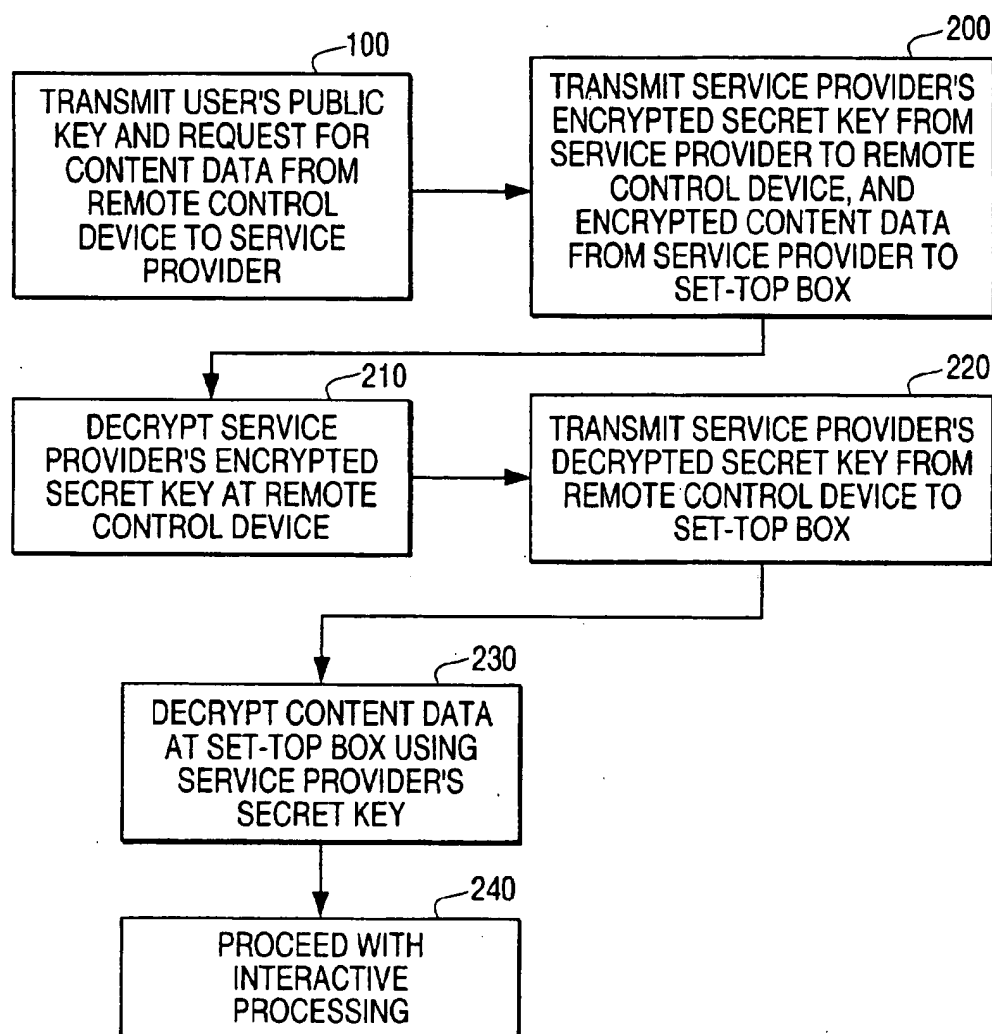 100
TRANSMIT USER'S PUBLIC
KEY AND REQUEST FOR
CONTENT DATA FROM
REMOTE CONTROL
DEVICE TO SERVICE
PROVIDER
200
TRANSMIT SERVICE PROVIDER'S
ENCRYPTED SECRET KEY FROM
SERVICE PROVIDER TO REMOTE
CONTROL DEVICE, AND
ENCRYPTED CONTENT DATA
FROM SERVICE PROVIDER TO
SET-TOP BOX
210
DECRYPT SERVICE
PROVIDER'S ENCRYPTED
SECRET KEY AT REMOTE
CONTROL DEVICE
220
TRANSMIT SERVICE PROVIDER'S
DECRYPTED SECRET KEY FROM
REMOTE CONTROL DEVICE TO
SET-TOP BOX
230
DECRYPT CONTENT DATA
AT SET-TOP BOX USING
SERVICE PROVIDER'S
SECRET KEY
240
PROCEED WITH
INTERACTIVE
PROCESSING